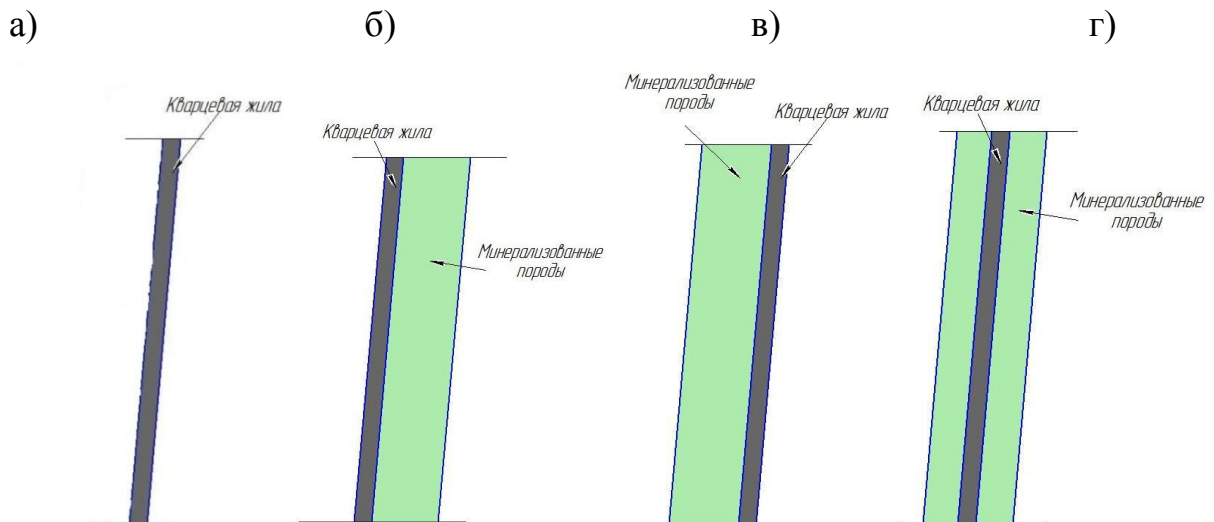 а)
б)
в)
г)
Кварцевая жила
Кварцевая жила
Минерализованные
породы
Минерализованные
породы
Кварцевая жила
Кварцевая жила
Минерализованные
породы